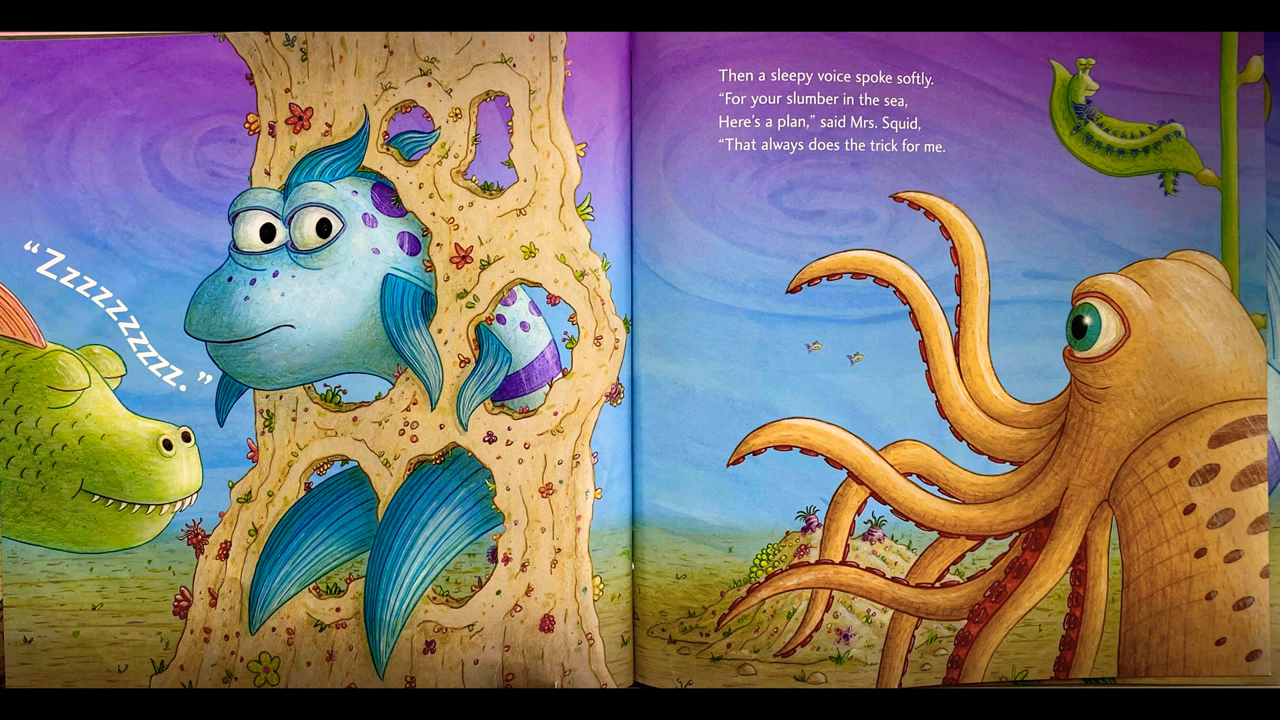 “Zzzzzzzzzz.”
Then a sleepy voice spoke softly.
“For your slumber in the sea,
Here’s a plan,” said Mrs. Squid,
“That always does the trick for me.